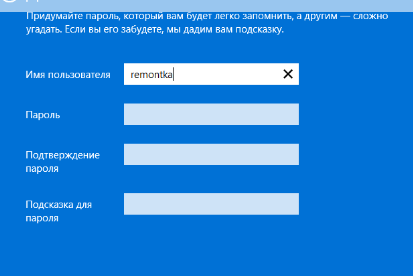 Придумайте пароль, который вам будет легко запомнить, а другим — сложно
угадать. Если вы его забудете, мы дадим вам подсказку.
Имя пользователя
remontka
Пароль
Подтверждение
пароля
Подсказка для
пароля